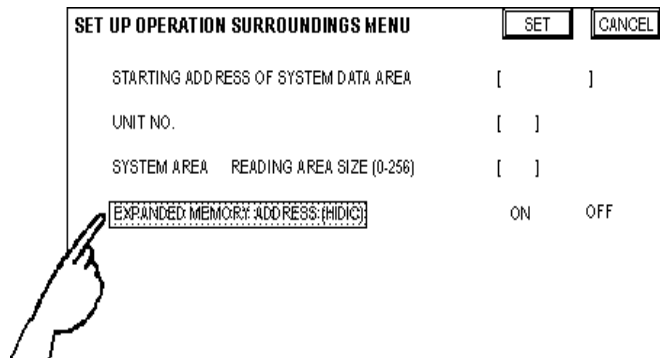 SET UP OPERATION SURROUNDINGS MENU SET CANCEL
STARTING ADDRESS OF SYSTEM DATA AREA [ ]
UNIT NO. [ ]
SYSTEM AREA READING AREA SIZE (0-256) [ ]
EXPANDED MEMORY ADDRESS (HIDIC) ON OFF